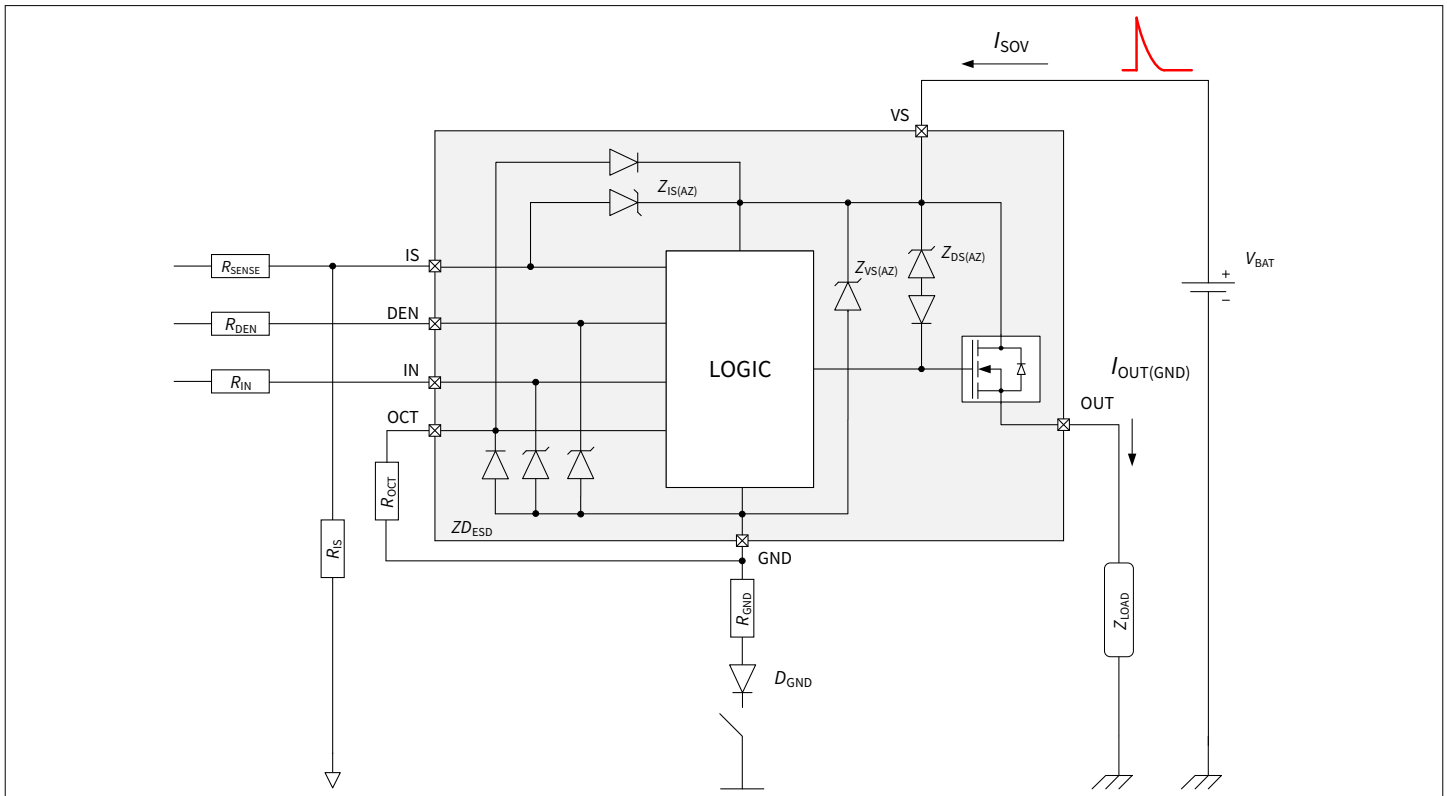 ISOV
VS
ZIS(AZ)
IS
RSENSE
ZVS(AZ)
ZDS(AZ)
VBAT
+
−
DEN
RDEN
IN
RIN
LOGIC
IOUT(GND)
OCT
OUT
ROCT
RIS
ZDESD
GND
RGND
ZLOAD
DGND